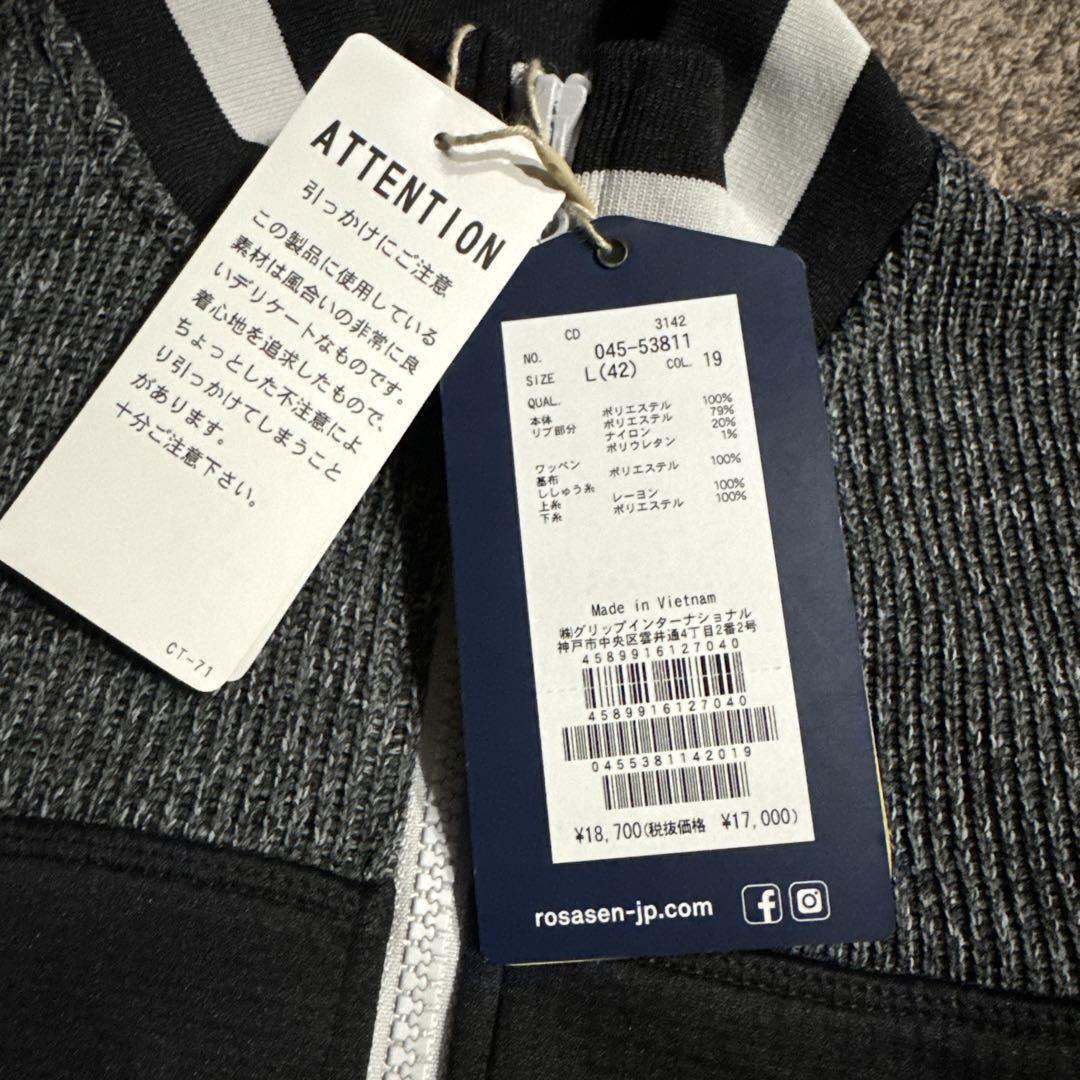 ATTENTION
引っかけにご注意
この製品に使用している
素材は風合いの非常に良
いデリケートなものです。
着心地を追求したもので、
ちょっとした不注意によ
り引っかけてしまうこと
があります。
十分ご注意下さい。
CT-71
CD 3142
NO. 045-53811
SIZE L(42) COL. 19
QUAL.
本体 ポリエステル 100%
リブ部分 ポリエステル 79%
ナイロン 20%
ポリウレタン 1%
ワッペン
基布 ポリエステル 100%
ししゅう糸
上糸 レーヨン 100%
下糸 ポリエステル 100%
Made in Vietnam
㈱グリップインターナショナル
神戸市中央区雲井通4丁目2番2号
4589916127040
4589916127040
0455381142019
¥18,700(税抜価格 ¥17,000)
rosasen-jp.com